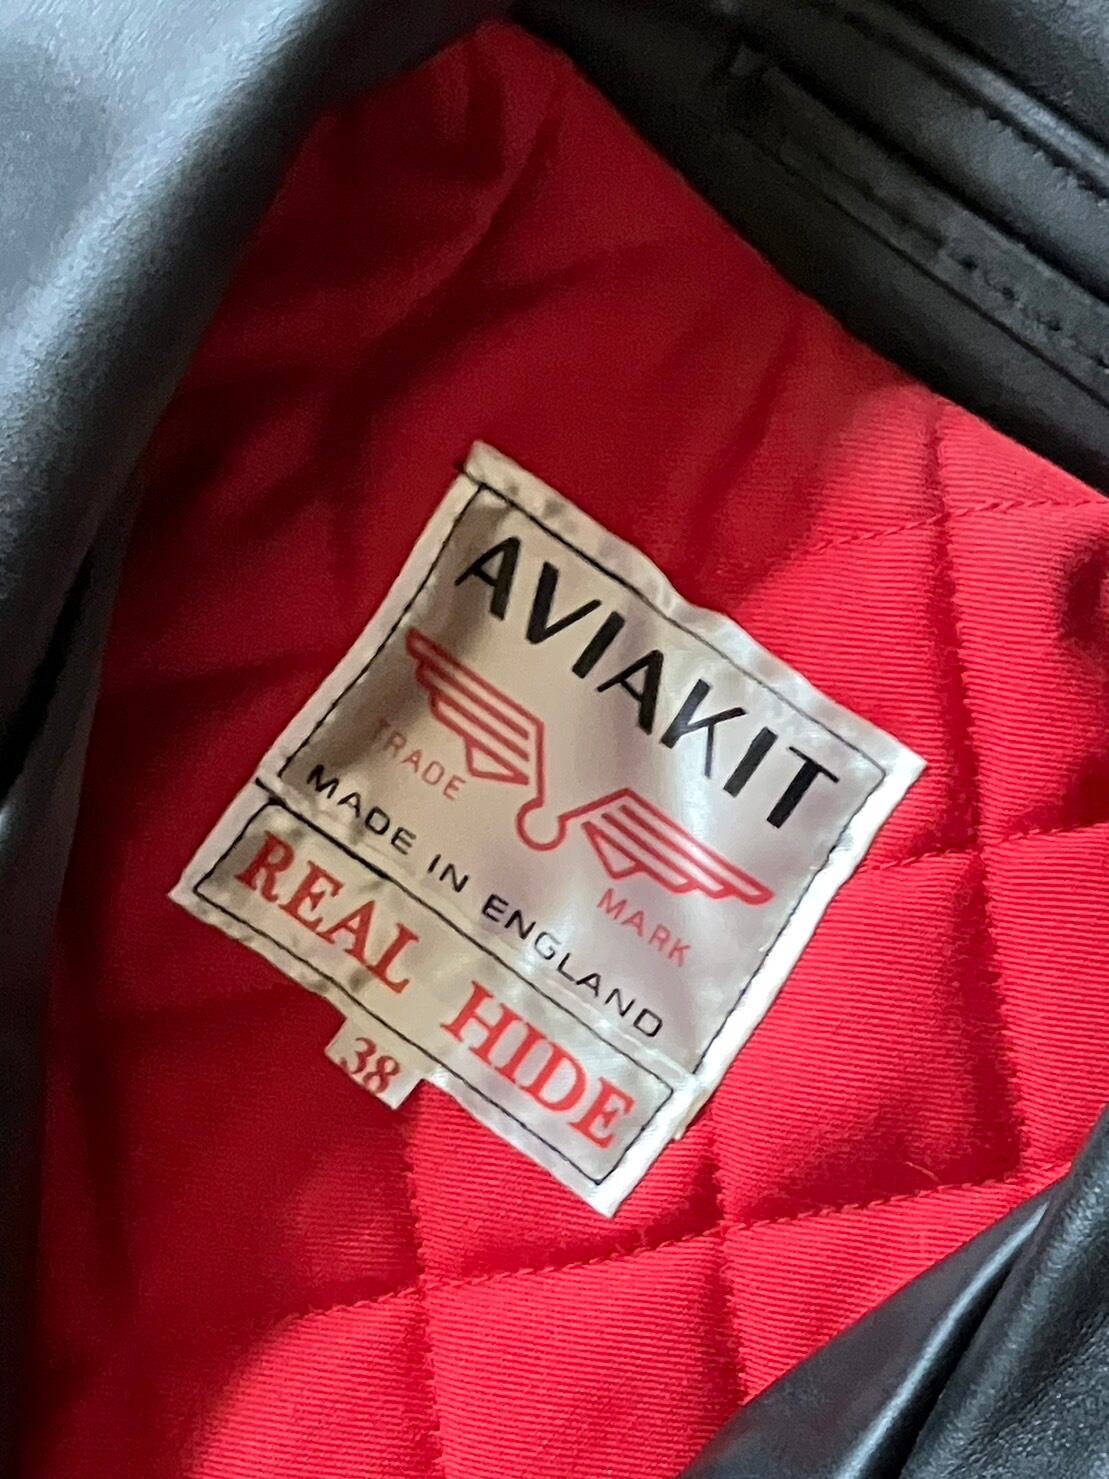 AVIAKIT
TRADE MARK
MADE IN ENGLAND
REAL HIDE
38